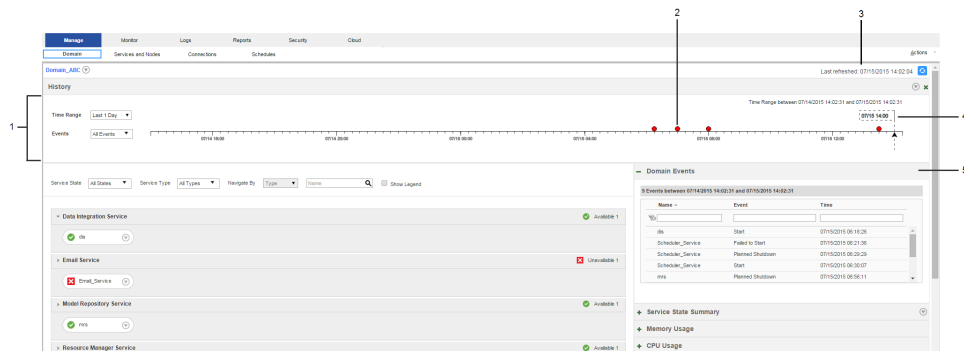 2 3
Manage Monitor Logs Reports Security Cloud
Domain Services and Nodes Connections Schedules Actions
Domain_ABC Last refreshed: 07/15/2015 14:02:04
History
Time Range between 07/14/2015 14:02:31 and 07/15/2015 14:02:31
Time Range Last 1 Day 07/15 14:00 4
1
Events All Events
07/14 16:00 07/14 20:00 07/15 00:00 07/15 04:00 07/15 08:00 07/15 12:00
Domain Events 5
Service State All States Service Type All Types Navigate By Type Name Show Legend
5 Events between 07/14/2015 14:02:31 and 07/15/2015 14:02:31
Name Event Time
Data Integration Service Available 1
dis Start 07/15/2015 06:18:26
dis
Scheduler_Service Failed to Start 07/15/2015 06:21:36
Scheduler_Service Planned Shutdown 07/15/2015 06:29:29
Email Service Unavailable 1
Scheduler_Service Start 07/15/2015 06:30:07
mrs Planned Shutdown 07/15/2015 06:56:11
Email_Service
Model Repository Service Available 1
Service State Summary
mrs
Memory Usage
Resource Manager Service Available 1
CPU Usage